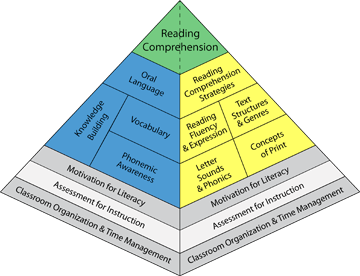 Reading
Comprehension
Oral
Language
Knowledge
Building
Vocabulary
Phonemic
Awareness
Reading
Comprehension
Strategies
Reading
Fluency
& Expression
Text
Structures
& Genres
Letter
Sounds
& Phonics
Concepts
of Print
Motivation for Literacy
Assessment for Instruction
Classroom Organization & Time Management
Motivation for Literacy
Assessment for Instruction
Classroom Organization & Time Management